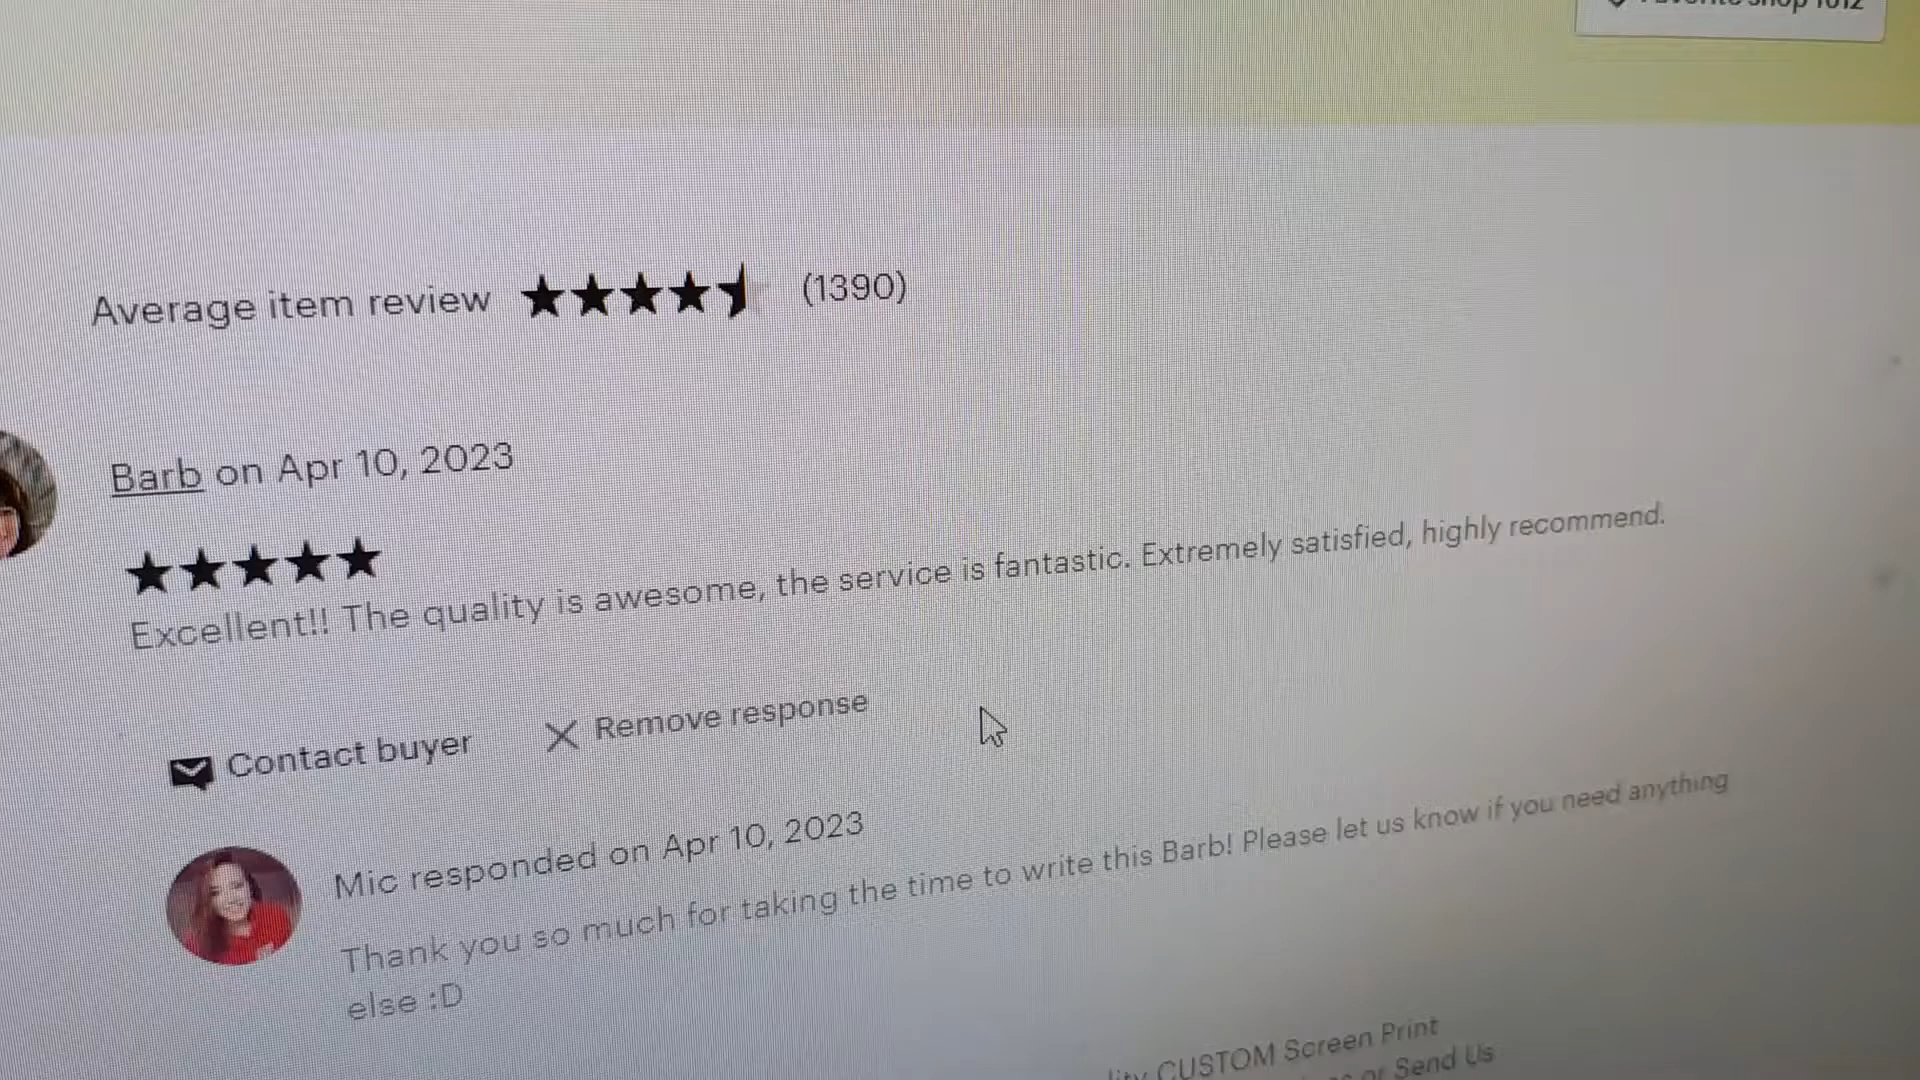 shop 1012
Average item review (1390)
Barb on Apr 10, 2023
Excellent!! The quality is awesome, the service is fantastic. Extremely satisfied, highly recommend.
Contact buyer Remove response
Mic responded on Apr 10, 2023
Thank you so much for taking the time to write this Barb! Please let us know if you need anything
else :D
CUSTOM Screen Print
or Send Us